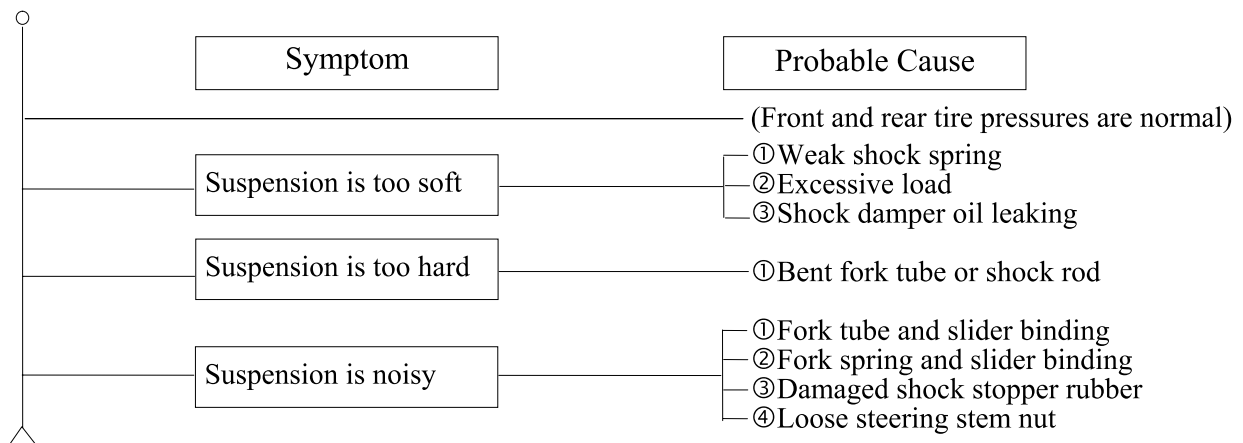 Symptom
Probable Cause
(Front and rear tire pressures are normal)
Suspension is too soft
①Weak shock spring
②Excessive load
③Shock damper oil leaking
Suspension is too hard
①Bent fork tube or shock rod
Suspension is noisy
①Fork tube and slider binding
②Fork spring and slider binding
③Damaged shock stopper rubber
④Loose steering stem nut